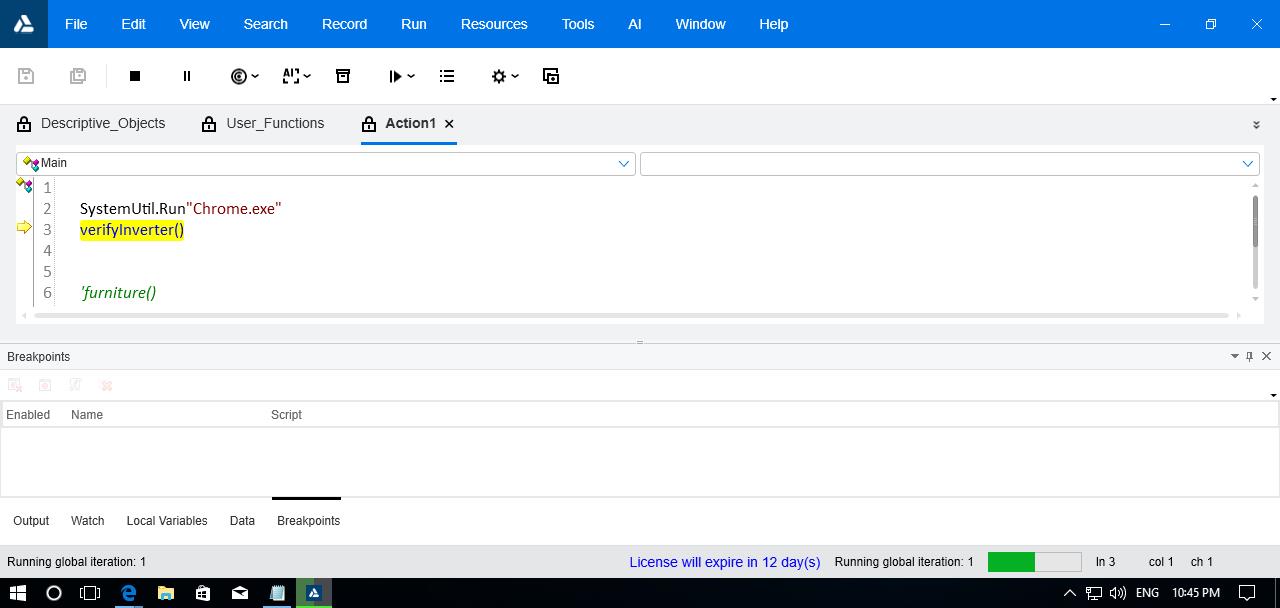 File Edit View Search Record Run Resources Tools AI Window Help
AI
Descriptive_Objects User_Functions Action1
Main
1
2 SystemUtil.Run"Chrome.exe"
3 verifyInverter()
4
5
6 'furniture()
Breakpoints
Enabled Name Script
Output Watch Local Variables Data Breakpoints
Running global iteration: 1 License will expire in 12 day(s) Running global iteration: 1 ln 3 col 1 ch 1
ENG 10:45 PM